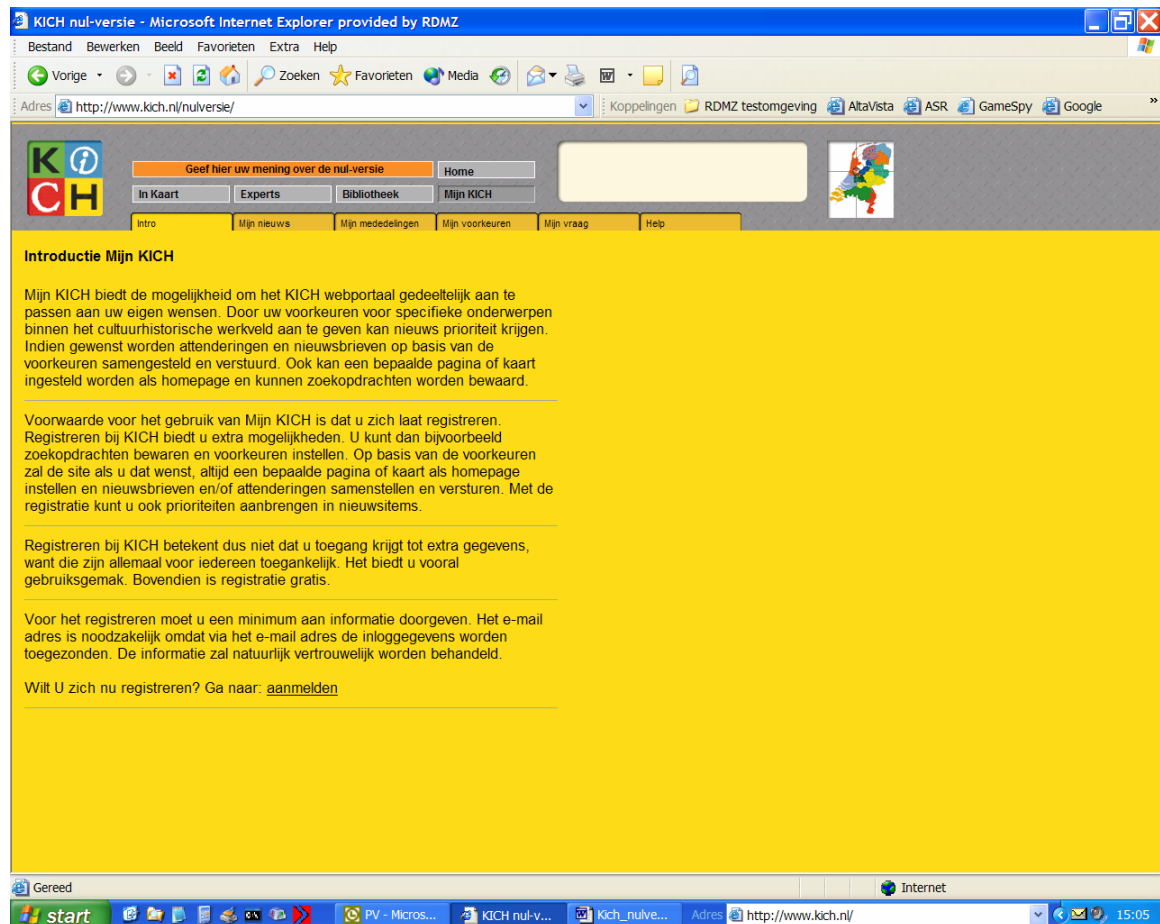 KICH nul-versie - Microsoft Internet Explorer provided by RDMZ
Bestand Bewerken Beeld Favorieten Extra Help
Vorige Zoeken Favorieten Media
Adres http://www.kich.nl/nulversie/ Koppelingen RDMZ testomgeving AltaVista ASR GameSpy Google »
K i
C H
Geef hier uw mening over de nul-versie Home
In Kaart Experts Bibliotheek Mijn KICH
Intro Mijn nieuws Mijn mededelingen Mijn voorkeuren Mijn vraag Help
Introductie Mijn KICH
Mijn KICH biedt de mogelijkheid om het KICH webportaal gedeeltelijk aan te
passen aan uw eigen wensen. Door uw voorkeuren voor specifieke onderwerpen
binnen het cultuurhistorische werkveld aan te geven kan nieuws prioriteit krijgen.
Indien gewenst worden attenderingen en nieuwsbrieven op basis van de
voorkeuren samengesteld en verstuurd. Ook kan een bepaalde pagina of kaart
ingesteld worden als homepage en kunnen zoekopdrachten worden bewaard.
Voorwaarde voor het gebruik van Mijn KICH is dat u zich laat registreren.
Registreren bij KICH biedt u extra mogelijkheden. U kunt dan bijvoorbeeld
zoekopdrachten bewaren en voorkeuren instellen. Op basis van de voorkeuren
zal de site als u dat wenst, altijd een bepaalde pagina of kaart als homepage
instellen en nieuwsbrieven en/of attenderingen samenstellen en versturen. Met de
registratie kunt u ook prioriteiten aanbrengen in nieuwsitems.
Registreren bij KICH betekent dus niet dat u toegang krijgt tot extra gegevens,
want die zijn allemaal voor iedereen toegankelijk. Het biedt u vooral
gebruiksgemak. Bovendien is registratie gratis.
Voor het registreren moet u een minimum aan informatie doorgeven. Het e-mail
adres is noodzakelijk omdat via het e-mail adres de inloggegevens worden
toegezonden. De informatie zal natuurlijk vertrouwelijk worden behandeld.
Wilt U zich nu registreren? Ga naar: aanmelden
Gereed Internet
start PV - Micros... KICH nul-v... Kich_nulve... Adres http://www.kich.nl/ 15:05